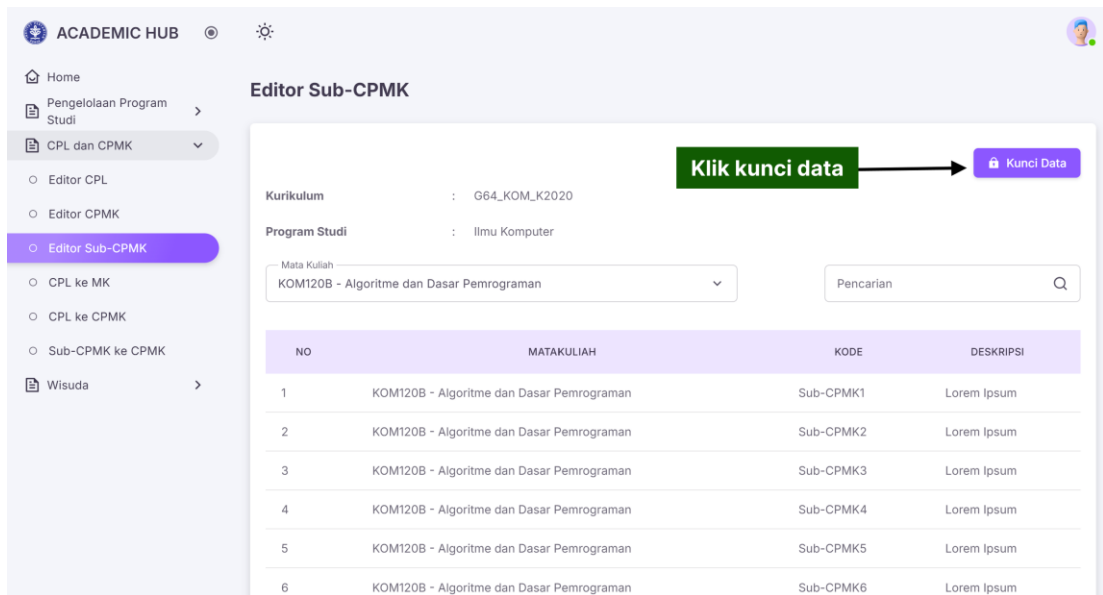 ACADEMIC HUB
Home
Pengelolaan Program
Studi
CPL dan CPMK
Editor CPL
Editor CPMK
Editor Sub-CPMK
CPL ke MK
CPL ke CPMK
Sub-CPMK ke CPMK
Wisuda
Editor Sub-CPMK
Klik kunci data
Kunci Data
Kurikulum : G64_KOM_K2020
Program Studi : Ilmu Komputer
Mata Kuliah
KOM120B - Algoritme dan Dasar Pemrograman
Pencarian
NO MATAKULIAH KODE DESKRIPSI
1 KOM120B - Algoritme dan Dasar Pemrograman Sub-CPMK1 Lorem Ipsum
2 KOM120B - Algoritme dan Dasar Pemrograman Sub-CPMK2 Lorem Ipsum
3 KOM120B - Algoritme dan Dasar Pemrograman Sub-CPMK3 Lorem Ipsum
4 KOM120B - Algoritme dan Dasar Pemrograman Sub-CPMK4 Lorem Ipsum
5 KOM120B - Algoritme dan Dasar Pemrograman Sub-CPMK5 Lorem Ipsum
6 KOM120B - Algoritme dan Dasar Pemrograman Sub-CPMK6 Lorem Ipsum